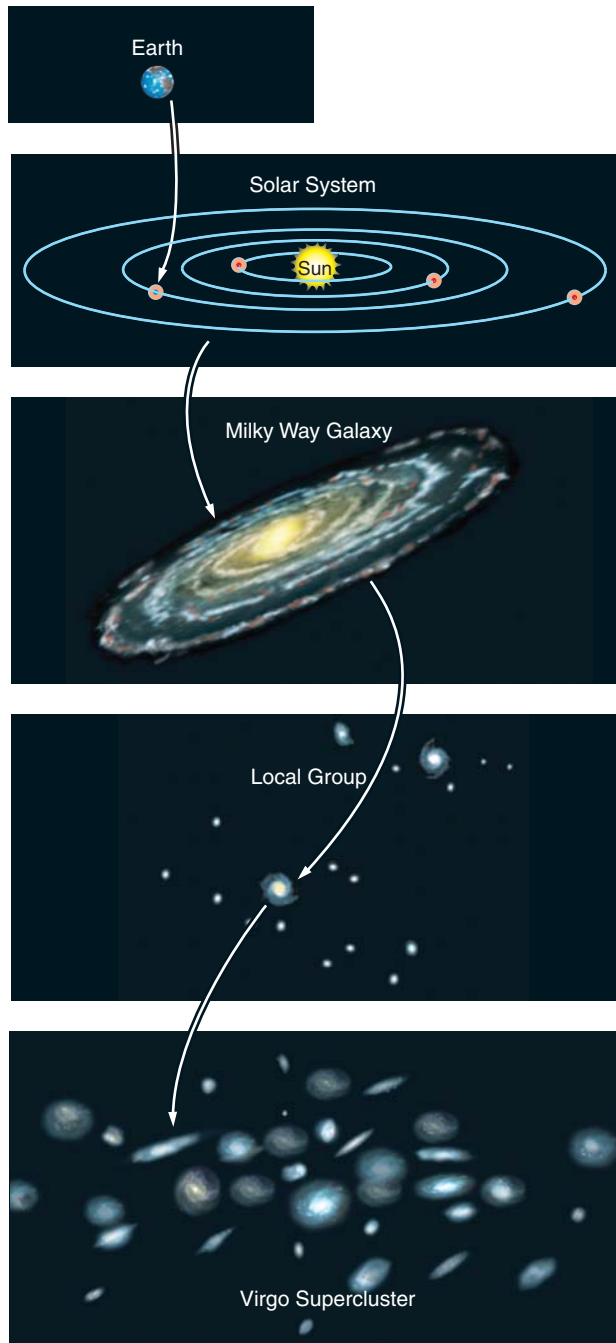 Earth
Solar System
Sun
Milky Way Galaxy
Local Group
Virgo Supercluster